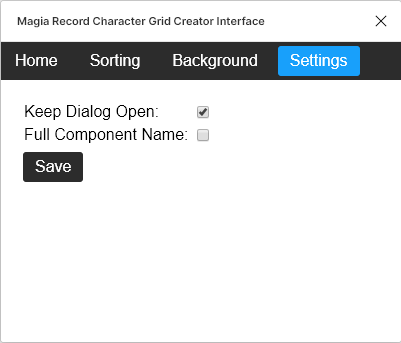 Magia Record Character Grid Creator Interface
Home Sorting Background Settings
Keep Dialog Open:
Full Component Name:
Save